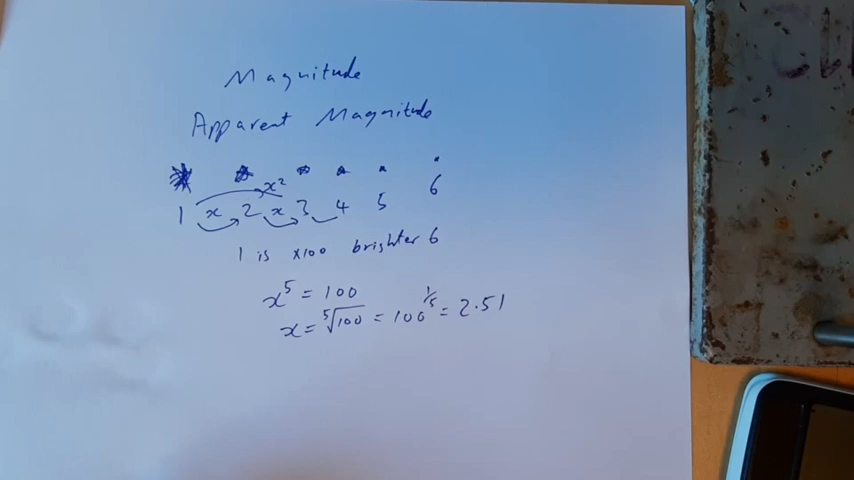 Magnitude
Apparent Magnitude
x²
1 x 2 x 3 4 5 6
1 is x100 brighter 6
x⁵ = 100
x = ⁵√100 = 100^(1/5) = 2.51